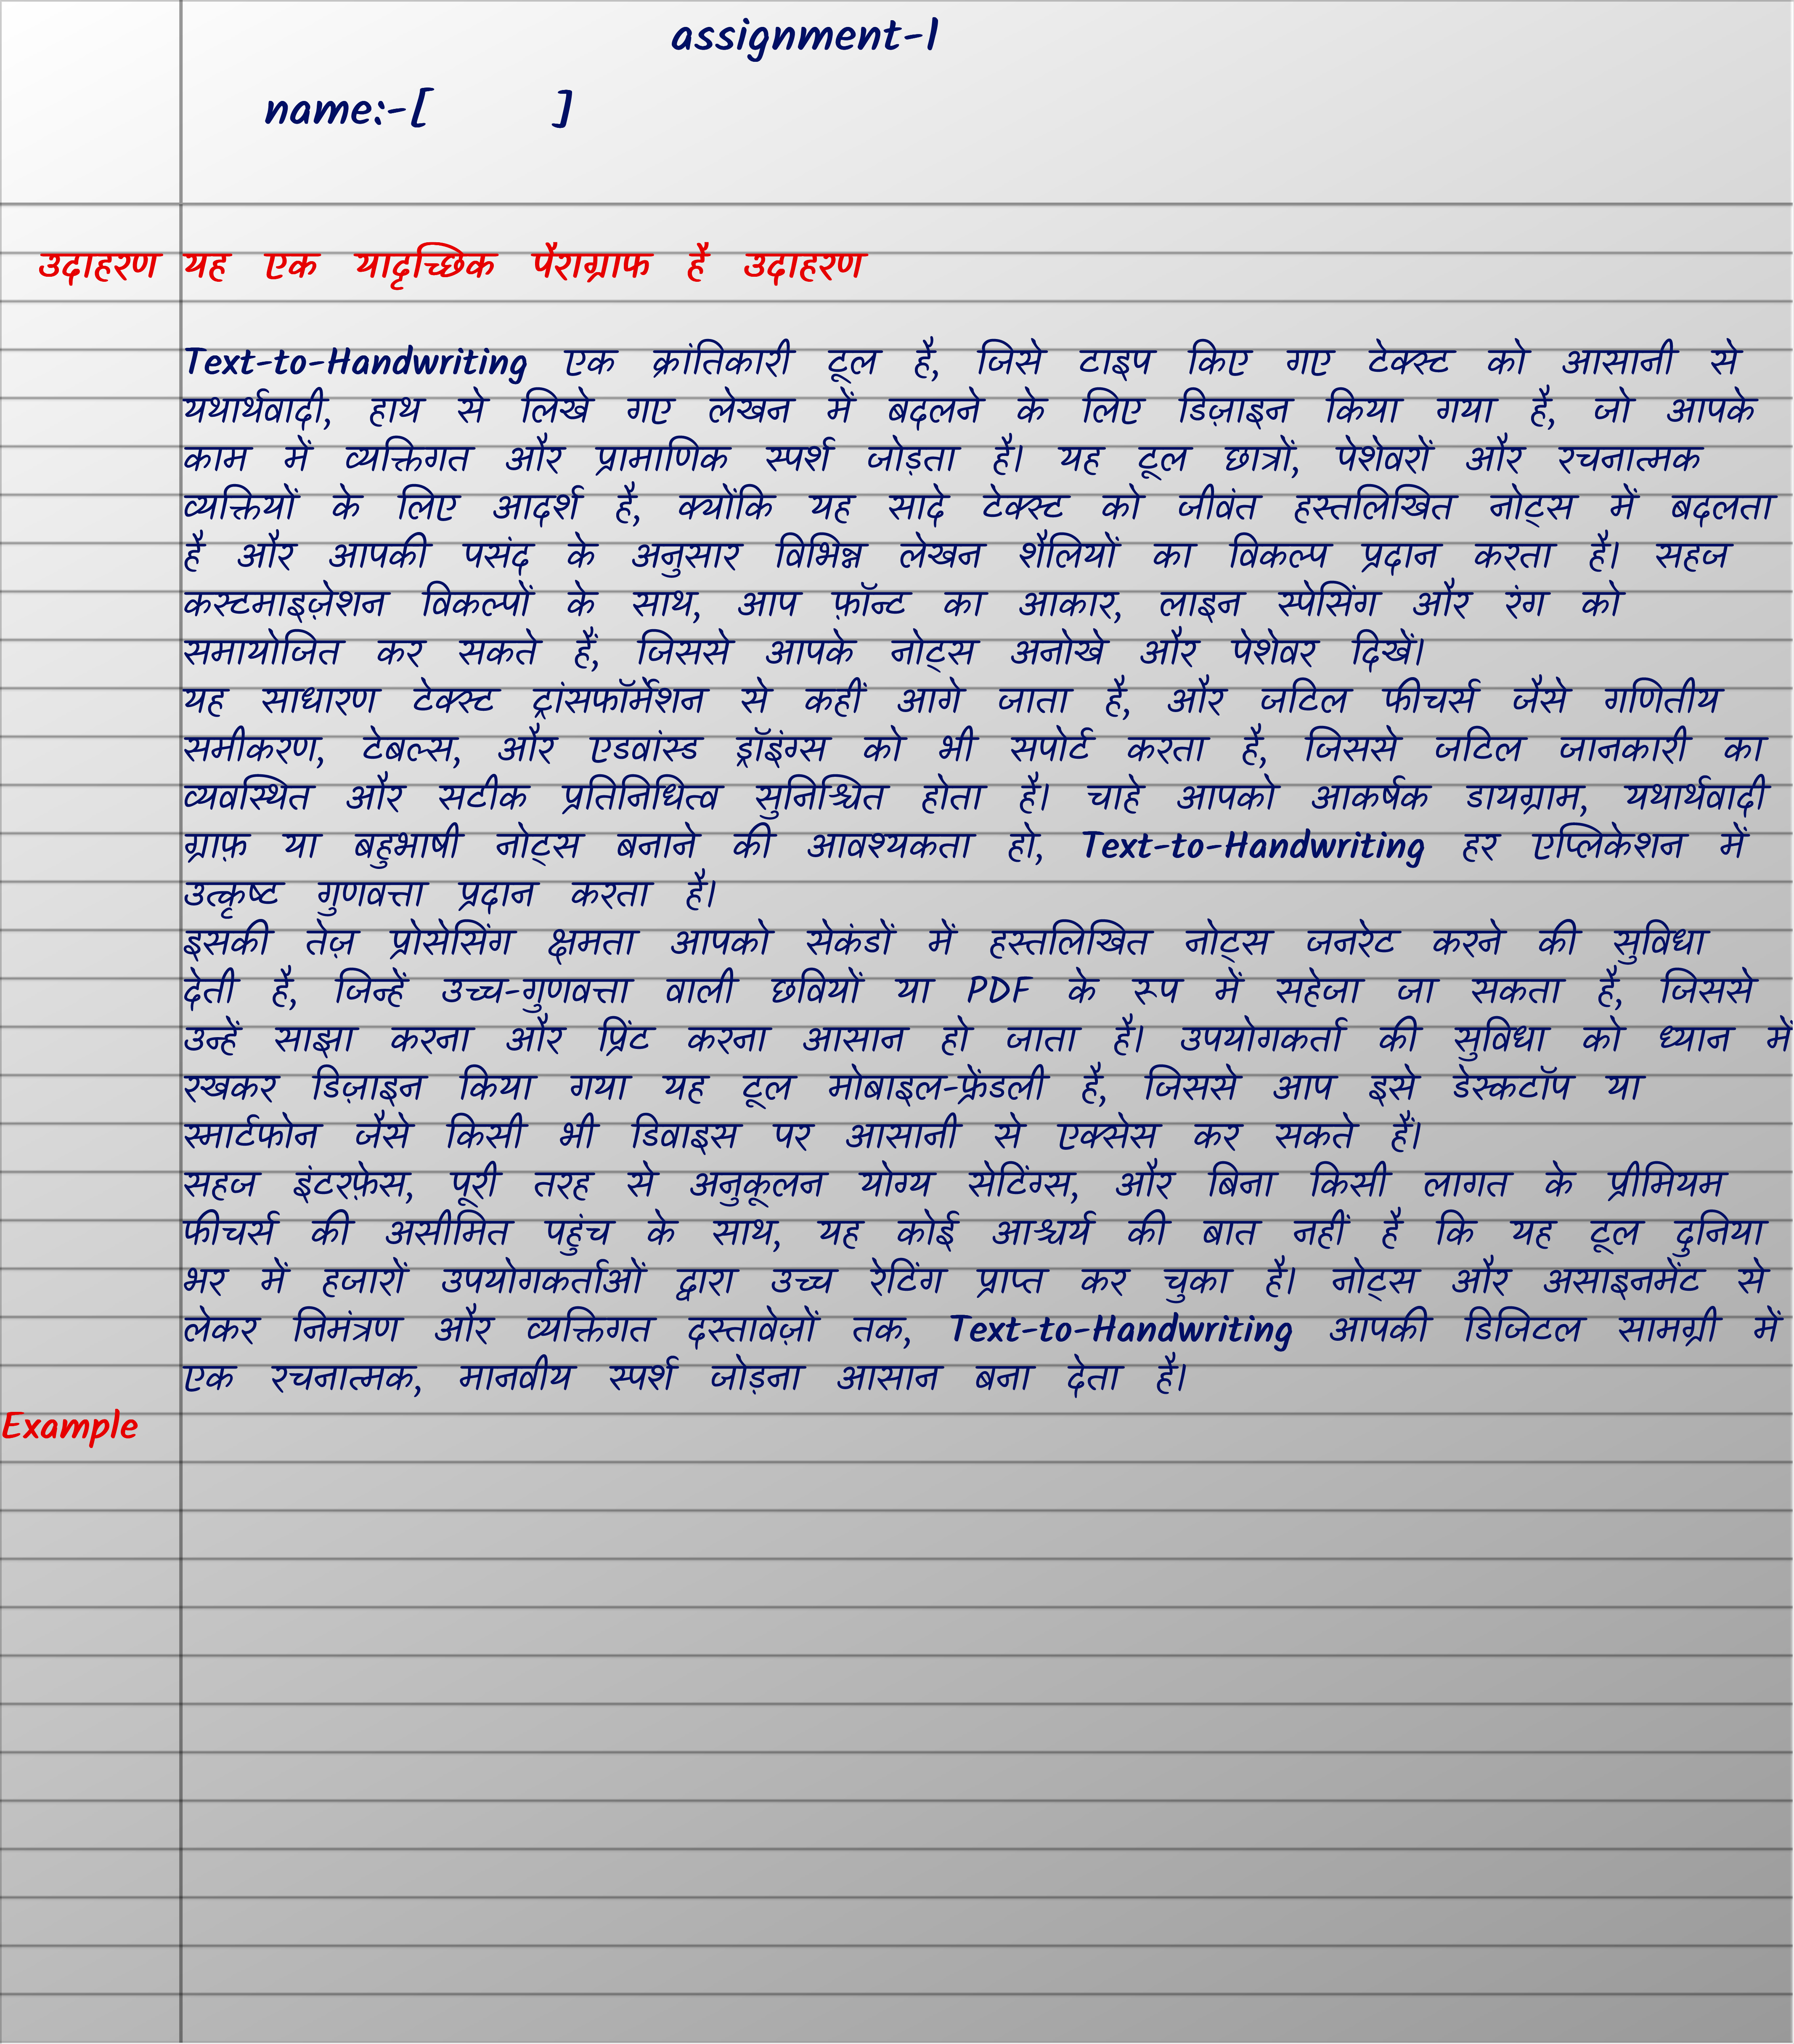 assignment-1
name:-[ ]
उदाहरण यह एक यादृच्छिक पैराग्राफ है उदाहरण
Text-to-Handwriting एक क्रांतिकारी टूल है, जिसे टाइप किए गए टेक्स्ट को आसानी से
यथार्थवादी, हाथ से लिखे गए लेखन में बदलने के लिए डिज़ाइन किया गया है, जो आपके
काम में व्यक्तिगत और प्रामाणिक स्पर्श जोड़ता है। यह टूल छात्रों, पेशेवरों और रचनात्मक
व्यक्तियों के लिए आदर्श है, क्योंकि यह सादे टेक्स्ट को जीवंत हस्तलिखित नोट्स में बदलता
है और आपकी पसंद के अनुसार विभिन्न लेखन शैलियों का विकल्प प्रदान करता है। सहज
कस्टमाइज़ेशन विकल्पों के साथ, आप फ़ॉन्ट का आकार, लाइन स्पेसिंग और रंग को
समायोजित कर सकते हैं, जिससे आपके नोट्स अनोखे और पेशेवर दिखें।
यह साधारण टेक्स्ट ट्रांसफॉर्मेशन से कहीं आगे जाता है, और जटिल फीचर्स जैसे गणितीय
समीकरण, टेबल्स, और एडवांस्ड ड्रॉइंग्स को भी सपोर्ट करता है, जिससे जटिल जानकारी का
व्यवस्थित और सटीक प्रतिनिधित्व सुनिश्चित होता है। चाहे आपको आकर्षक डायग्राम, यथार्थवादी
ग्राफ़ या बहुभाषी नोट्स बनाने की आवश्यकता हो, Text-to-Handwriting हर एप्लिकेशन में
उत्कृष्ट गुणवत्ता प्रदान करता है।
इसकी तेज़ प्रोसेसिंग क्षमता आपको सेकंडों में हस्तलिखित नोट्स जनरेट करने की सुविधा
देती है, जिन्हें उच्च-गुणवत्ता वाली छवियों या PDF के रूप में सहेजा जा सकता है, जिससे
उन्हें साझा करना और प्रिंट करना आसान हो जाता है। उपयोगकर्ता की सुविधा को ध्यान में
रखकर डिज़ाइन किया गया यह टूल मोबाइल-फ्रेंडली है, जिससे आप इसे डेस्कटॉप या
स्मार्टफोन जैसे किसी भी डिवाइस पर आसानी से एक्सेस कर सकते हैं।
सहज इंटरफ़ेस, पूरी तरह से अनुकूलन योग्य सेटिंग्स, और बिना किसी लागत के प्रीमियम
फीचर्स की असीमित पहुंच के साथ, यह कोई आश्चर्य की बात नहीं है कि यह टूल दुनिया
भर में हजारों उपयोगकर्ताओं द्वारा उच्च रेटिंग प्राप्त कर चुका है। नोट्स और असाइनमेंट से
लेकर निमंत्रण और व्यक्तिगत दस्तावेज़ों तक, Text-to-Handwriting आपकी डिजिटल सामग्री में
एक रचनात्मक, मानवीय स्पर्श जोड़ना आसान बना देता है।
Example